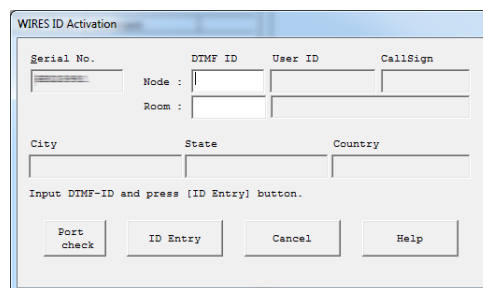 WIRES ID Activation
Serial No. DTMF ID User ID CallSign
Node :
Room :
City State Country
Input DTMF-ID and press [ID Entry] button.
Port check ID Entry Cancel Help